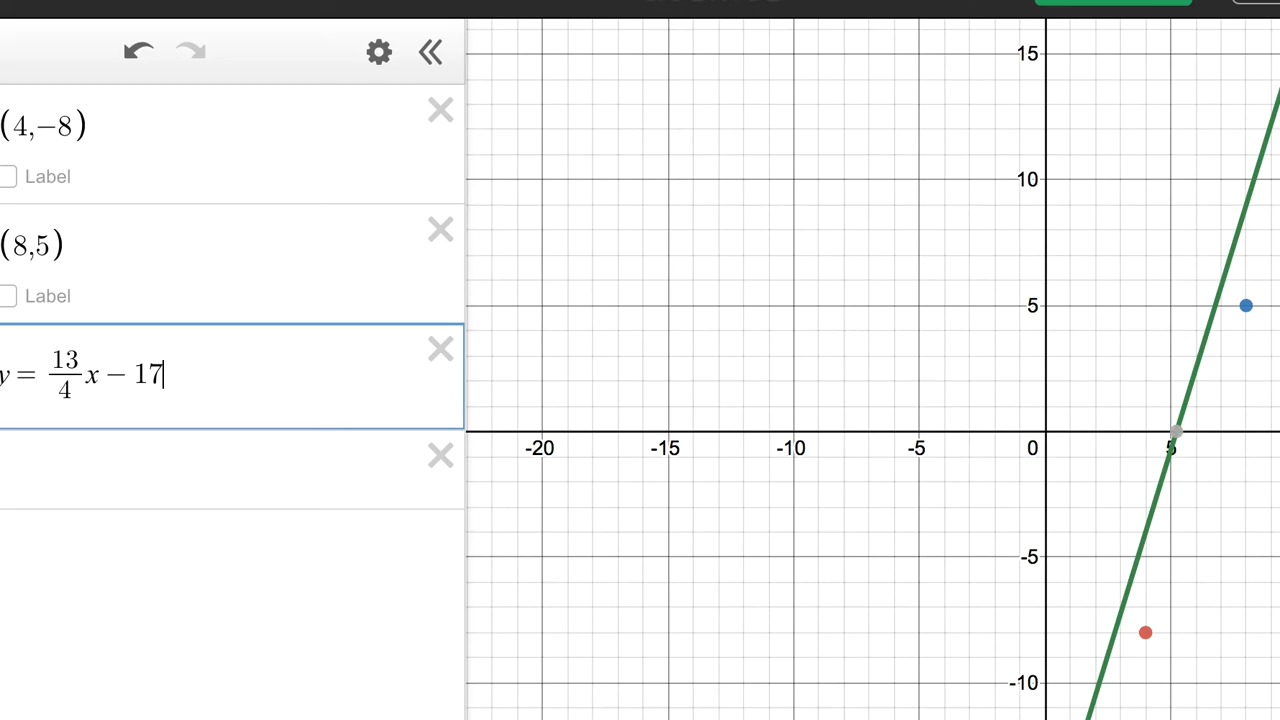 (4,−8)
Label
(8,5)
Label
y = 13/4 x − 17
15
10
5
-20 -15 -10 -5 0 5
-5
-10